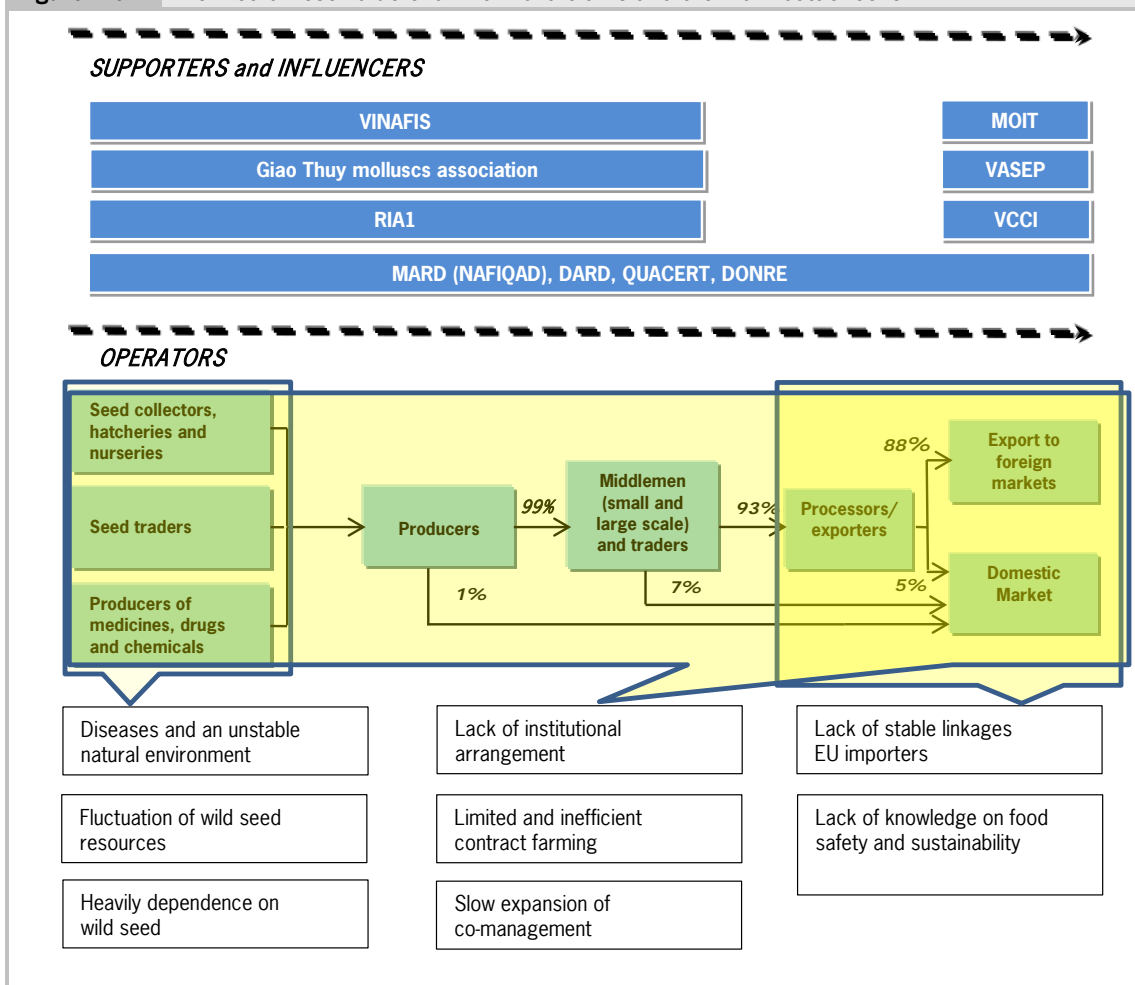 SUPPORTERS and INFLUENCERS
VINAFIS
MOIT
Giao Thuy molluscs association
VASEP
RIA1
VCCI
MARD (NAFIQAD), DARD, QUACERT, DONRE
OPERATORS
Seed collectors,
hatcheries and
nurseries
Seed traders
Producers of
medicines, drugs
and chemicals
Producers
99%
1%
Middlemen
(small and
large scale)
and traders
93%
7%
Processors/
exporters
88%
5%
Export to
foreign
markets
Domestic
Market
Diseases and an unstable
natural environment
Fluctuation of wild seed
resources
Heavily dependence on
wild seed
Lack of institutional
arrangement
Limited and inefficient
contract farming
Slow expansion of
co-management
Lack of stable linkages
EU importers
Lack of knowledge on food
safety and sustainability